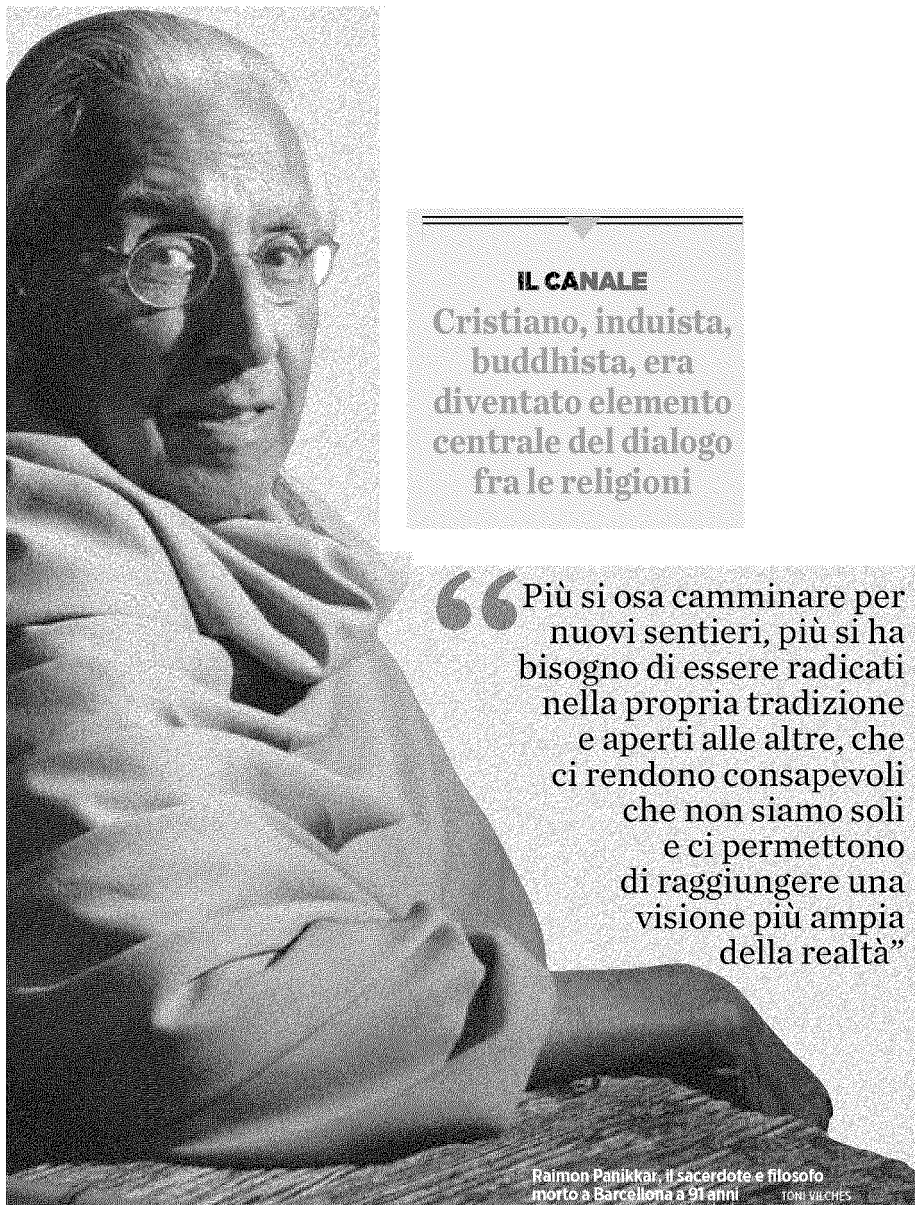 IL CANALE
Cristiano, induista,
buddhista, era
diventato elemento
centrale del dialogo
fra le religioni
“Più si osa camminare per
nuovi sentieri, più si ha
bisogno di essere radicati
nella propria tradizione
e aperti alle altre, che
ci rendono consapevoli
che non siamo soli
e ci permettono
di raggiungere una
visione più ampia
della realtà”
Raimon Panikkar, il sacerdote e filosofo
morto a Barcellona a 91 anni TONI VILCHES